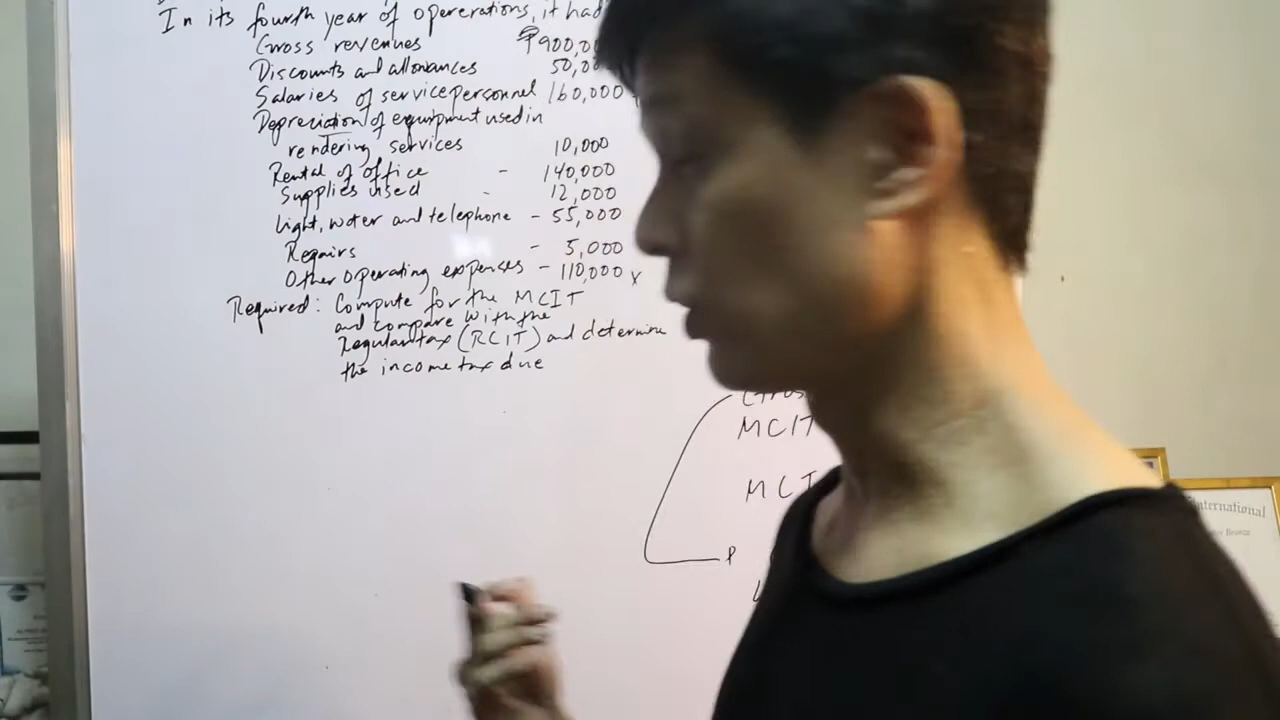 In its fourth year of opererations, it had
Gross revenues ₱900,00
Discounts and allowances 50,00
Salaries of service personnel 160,000
Depreciation of equipment used in
rendering services 10,000
Rental of office - 140,000
Supplies used - 12,000
Light, water and telephone - 55,000
Repairs - 5,000
Other operating expenses - 110,000 x
Required: Compute for the MCIT
and compare with the
Regular tax (RCIT) and determine
the income tax due
Gros
MCIT
MCI
P
International